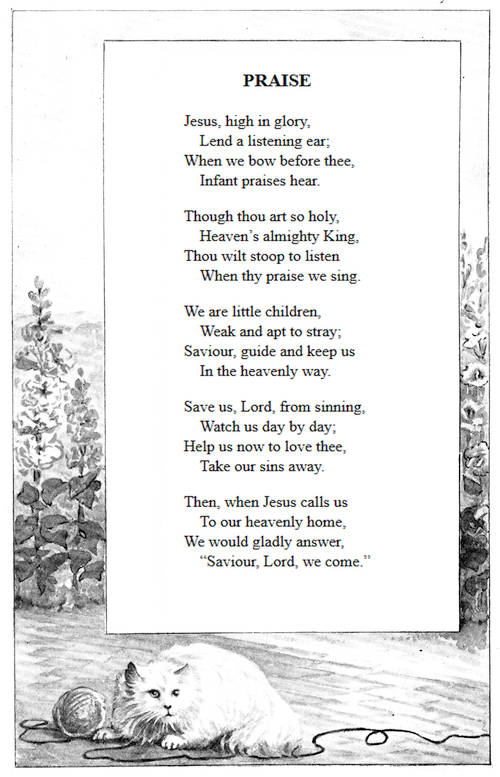 PRAISE
Jesus, high in glory,
Lend a listening ear;
When we bow before thee,
Infant praises hear.
Though thou art so holy,
Heaven’s almighty King,
Thou wilt stoop to listen
When thy praise we sing.
We are little children,
Weak and apt to stray;
Saviour, guide and keep us
In the heavenly way.
Save us, Lord, from sinning,
Watch us day by day;
Help us now to love thee,
Take our sins away.
Then, when Jesus calls us
To our heavenly home,
We would gladly answer,
“Saviour, Lord, we come.”